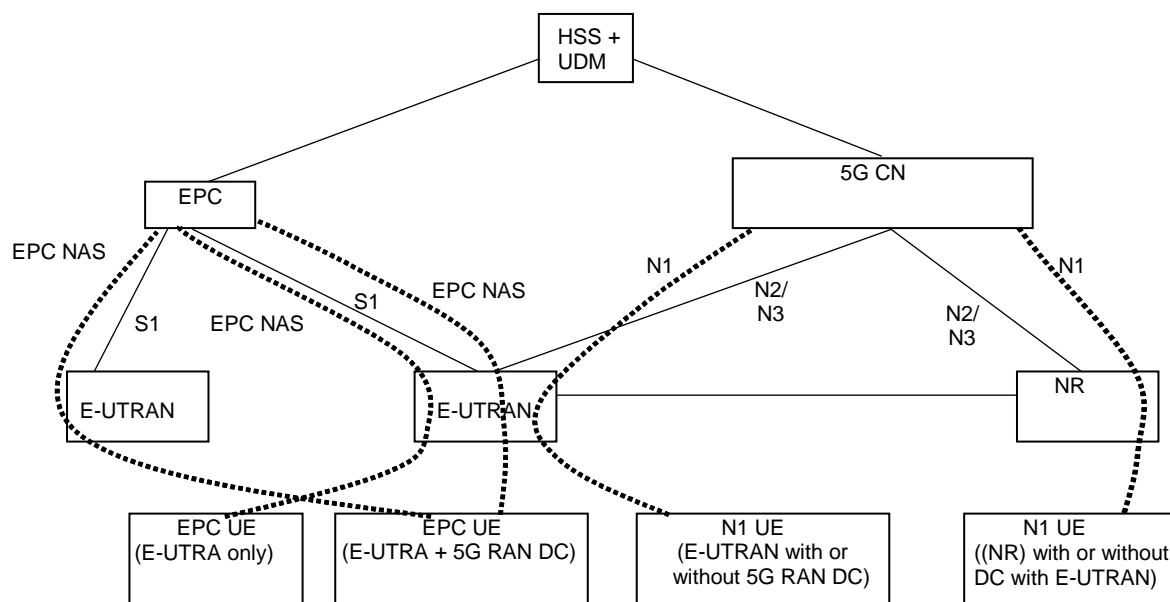 HSS +
UDM
EPC
5G CN
EPC NAS
S1
EPC NAS
S1
EPC NAS
N1
N2/
N3
N2/
N3
N1
E-UTRAN
E-UTRAN
NR
EPC UE
(E-UTRA only)
EPC UE
(E-UTRA + 5G RAN DC)
N1 UE
(E-UTRAN with or
without 5G RAN DC)
N1 UE
((NR) with or without
DC with E-UTRAN)